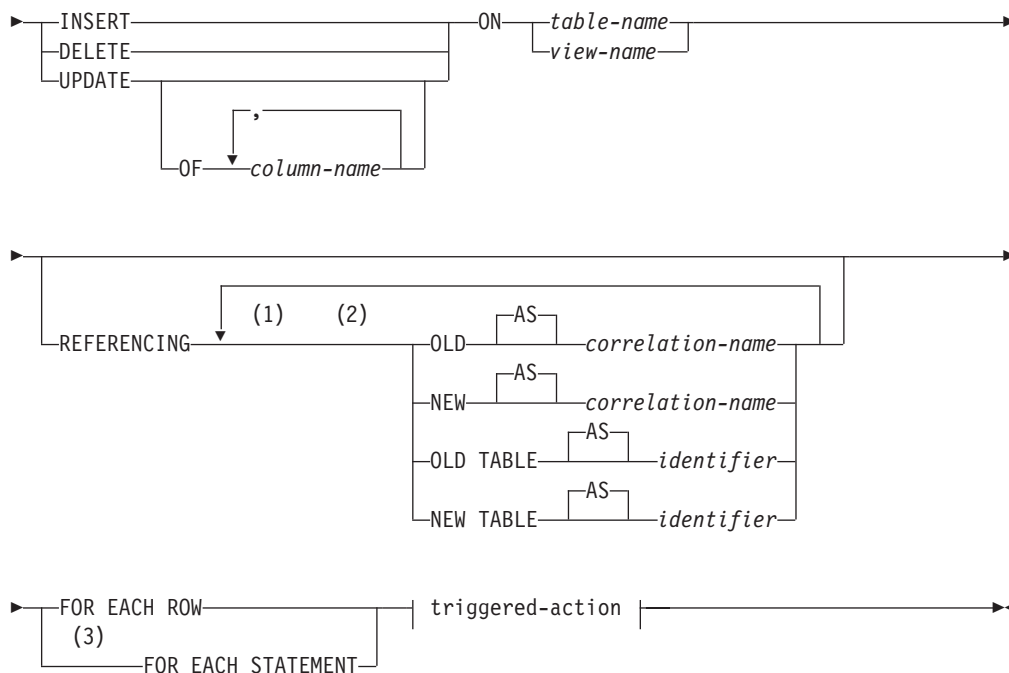 INSERT ON table-name
DELETE view-name
UPDATE
,
OF column-name
(1) (2) AS
REFERENCING OLD correlation-name
AS
NEW correlation-name
AS
OLD TABLE identifier
AS
NEW TABLE identifier
FOR EACH ROW triggered-action
(3)
FOR EACH STATEMENT